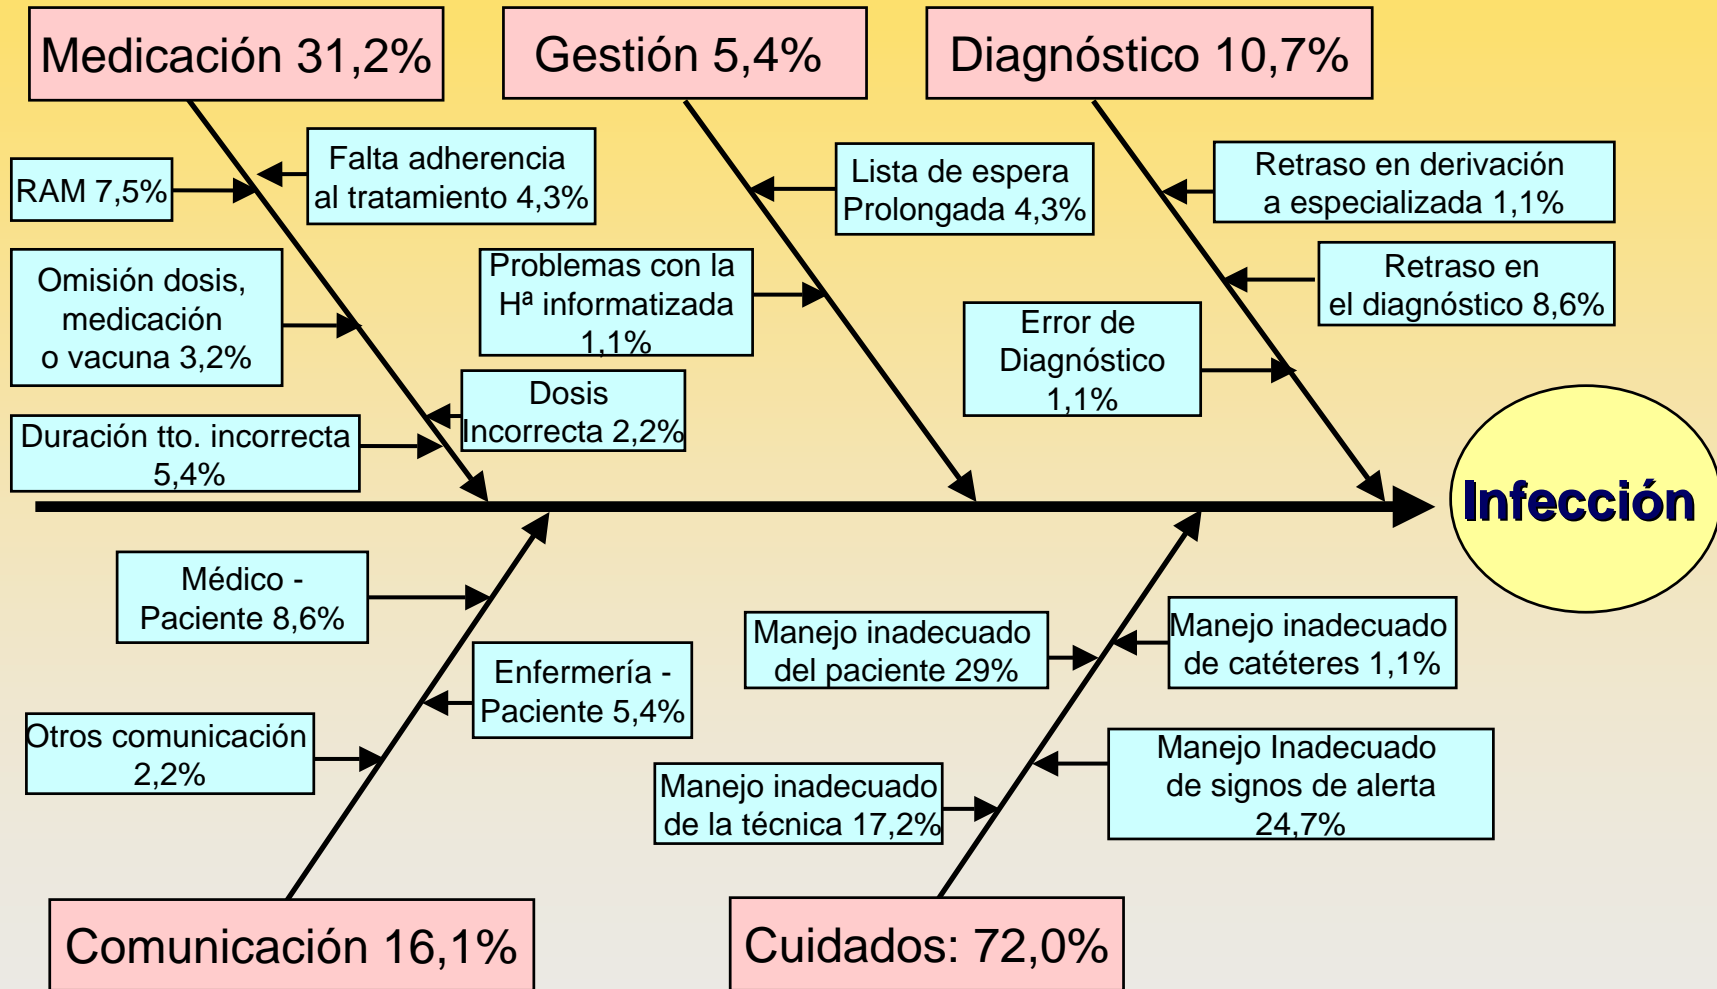 Medicación 31,2%
Gestión 5,4%
Diagnóstico 10,7%
RAM 7,5%
Falta adherencia
al tratamiento 4,3%
Lista de espera
Prolongada 4,3%
Retraso en derivación
a especializada 1,1%
Omisión dosis,
medicación
o vacuna 3,2%
Problemas con la
Hª informatizada
1,1%
Retraso en
el diagnóstico 8,6%
Error de
Diagnóstico
1,1%
Dosis
Incorrecta 2,2%
Duración tto. incorrecta
5,4%
Infección
Médico -
Paciente 8,6%
Enfermería -
Paciente 5,4%
Otros comunicación
2,2%
Manejo inadecuado
del paciente 29%
Manejo inadecuado
de catéteres 1,1%
Manejo inadecuado
de la técnica 17,2%
Manejo Inadecuado
de signos de alerta
24,7%
Comunicación 16,1%
Cuidados: 72,0%